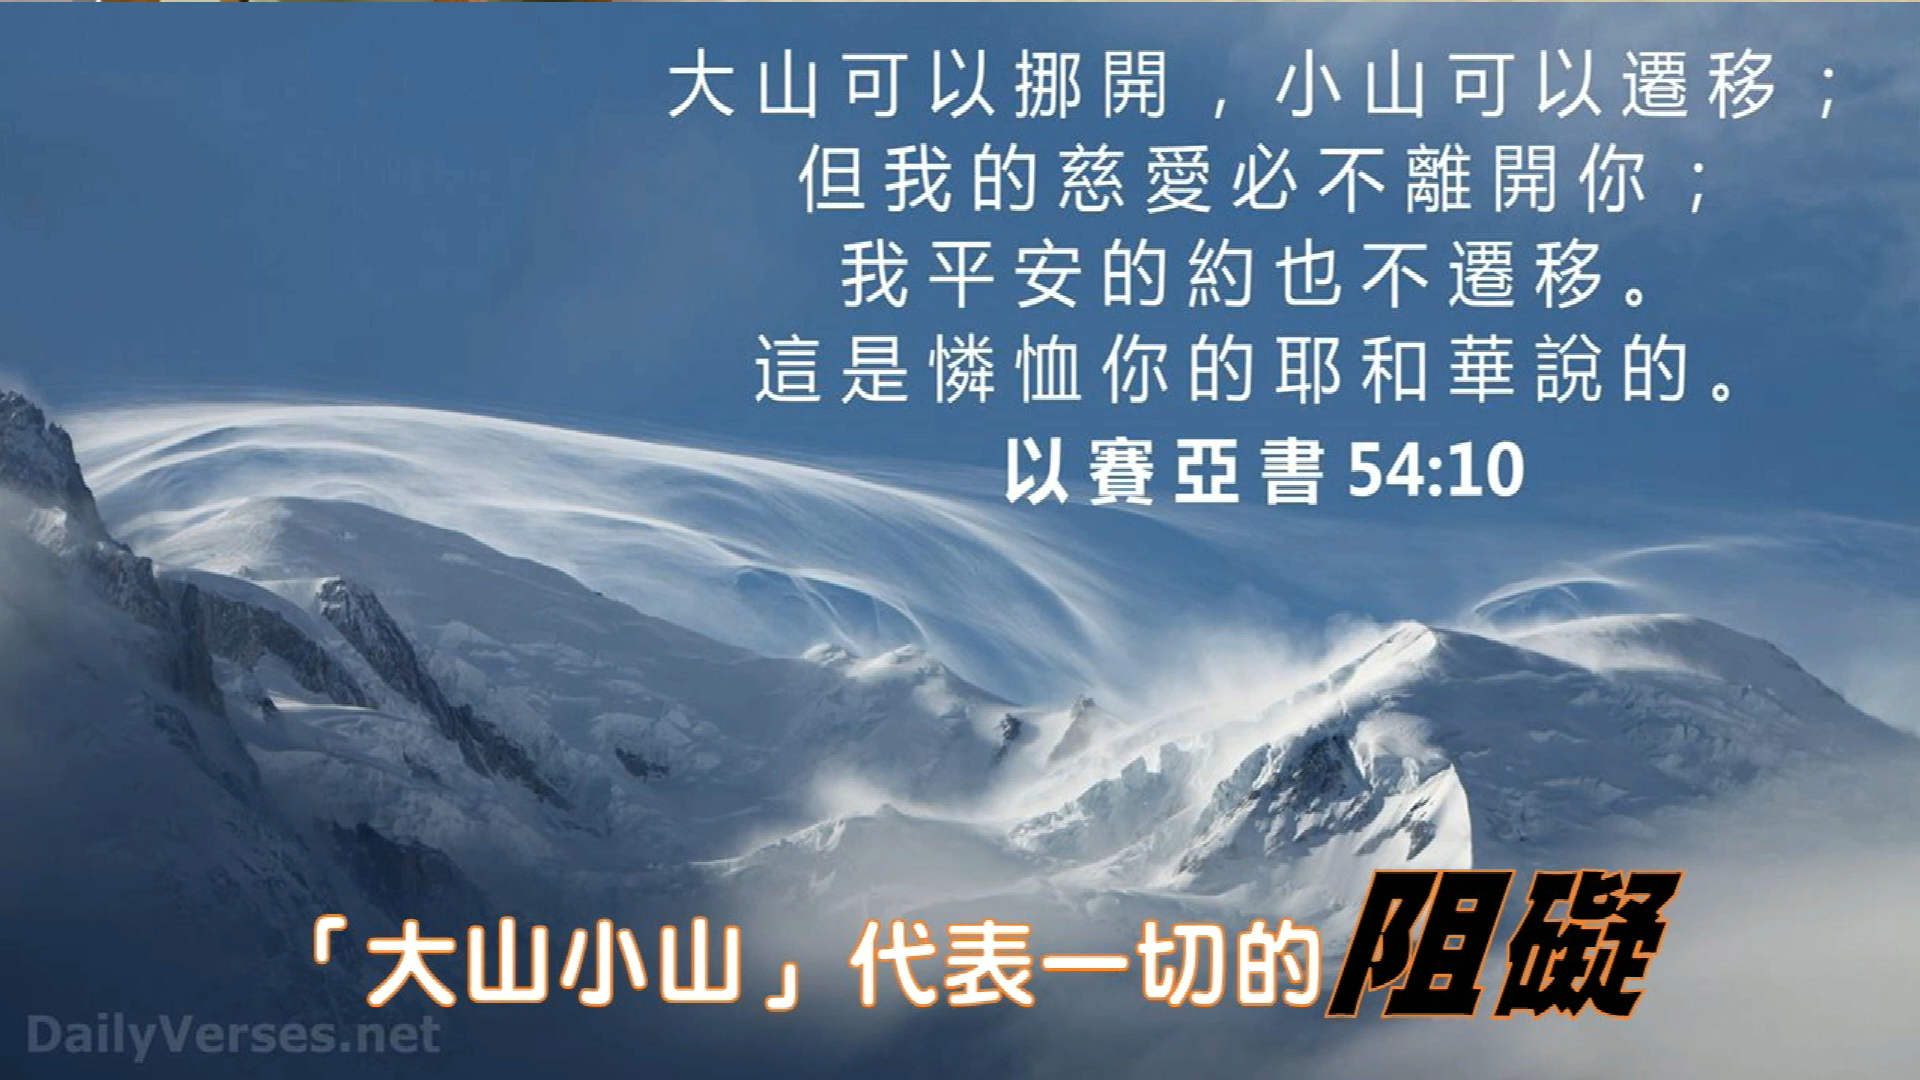 大山可以挪開，小山可以遷移；
但我的慈愛必不離開你；
我平安的約也不遷移。
這是憐恤你的耶和華說的。
以賽亞書 54:10
「大山小山」代表一切的阻礙
DailyVerses.net